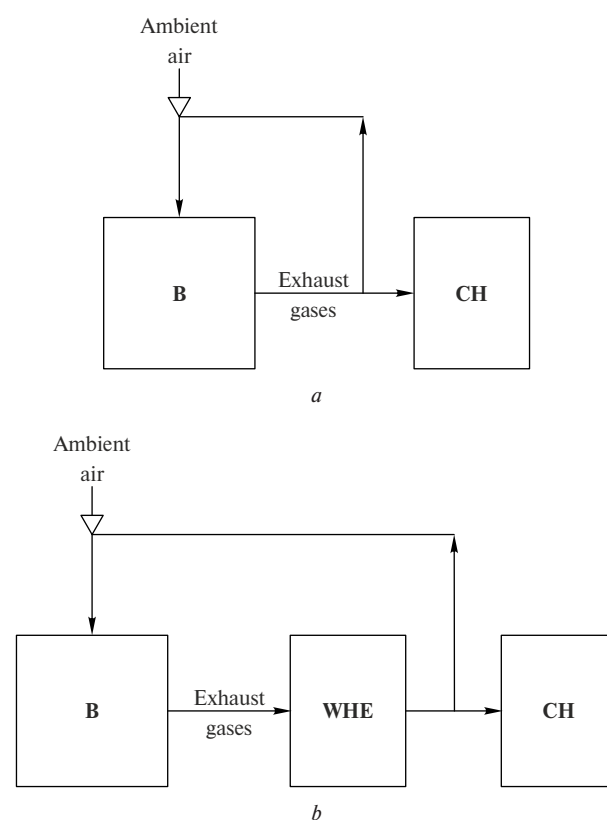 Ambient
air
B
Exhaust
gases
CH
a
Ambient
air
B
Exhaust
gases
WHE
CH
b